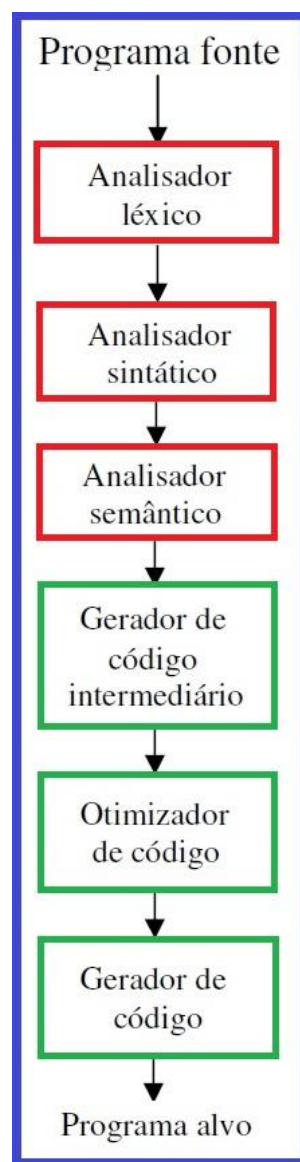 Programa fonte
Analisador
léxico
Analisador
sintático
Analisador
semântico
Gerador de
código
intermediário
Otimizador
de código
Gerador de
código
Programa alvo